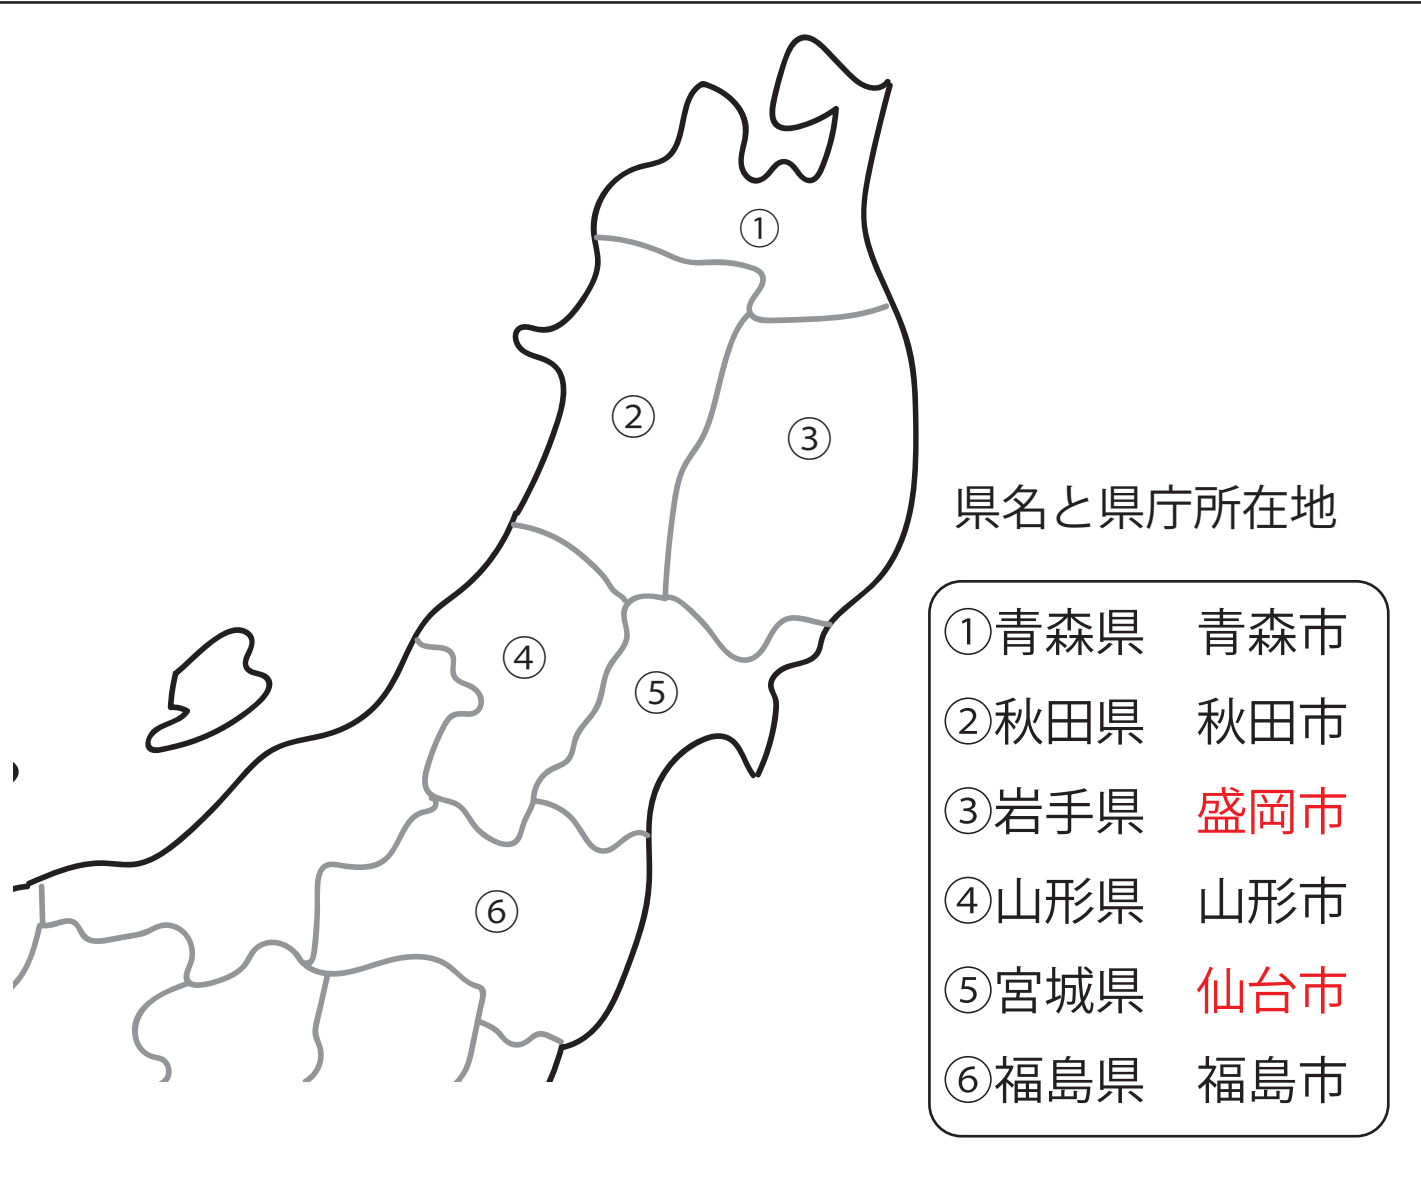 ①
②
③
④
⑤
⑥
県名と県庁所在地
①青森県 青森市
②秋田県 秋田市
③岩手県 盛岡市
④山形県 山形市
⑤宮城県 仙台市
⑥福島県 福島市